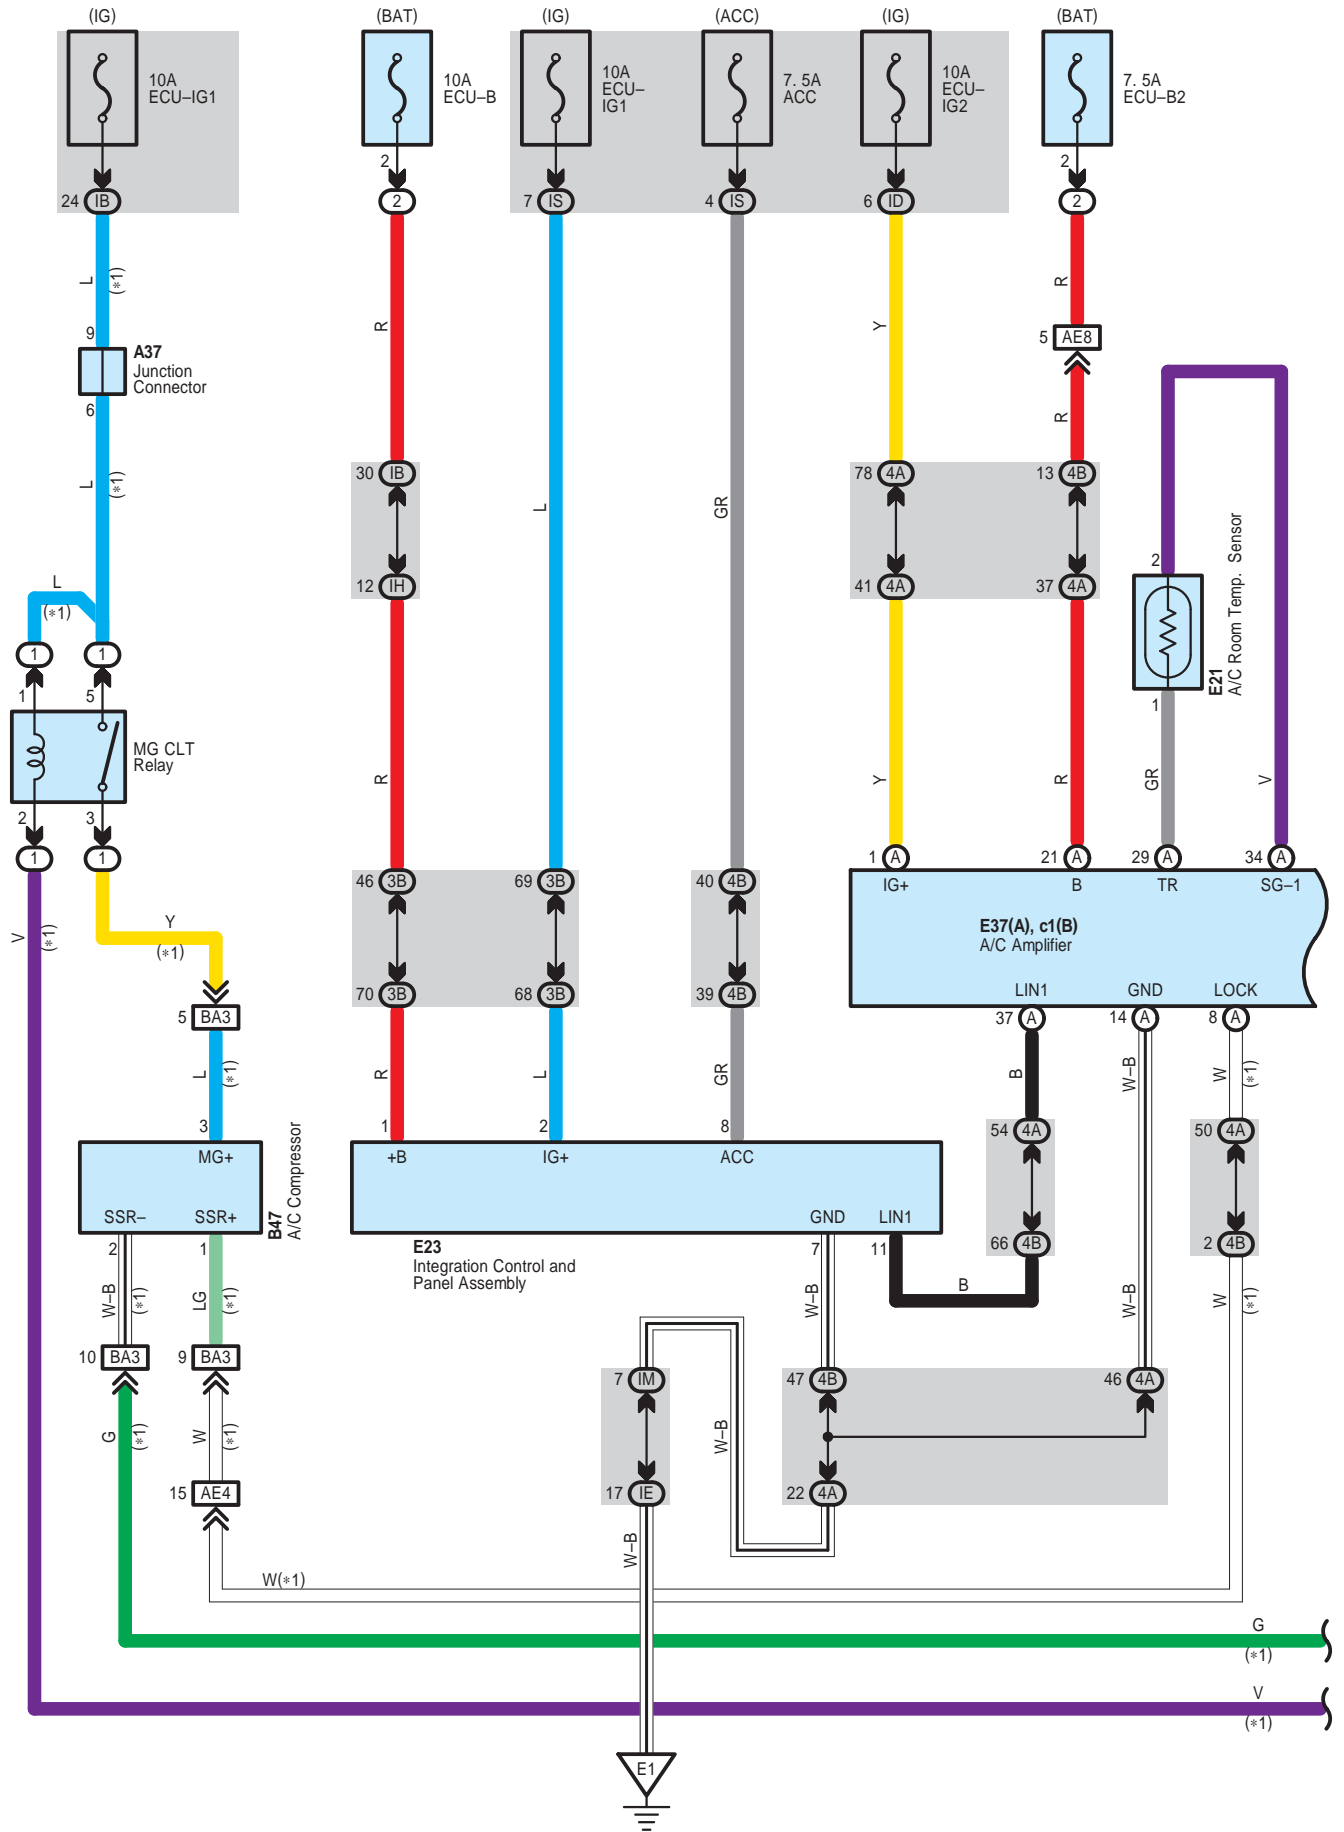 (IG)
(BAT)
(IG)
(ACC)
(IG)
(BAT)
10A
ECU–IG1
10A
ECU–B
10A
ECU–
IG1
7. 5A
ACC
10A
ECU–
IG2
7. 5A
ECU–B2
2
2
24 IB
2
7 IS
4 IS
6 ID
2
L
(∗1)
R
Y
R
9
A37
Junction
Connector
5 AE8
6
R
L
(∗1)
30 IB
78 4A
13 4B
L
GR
12 IH
41 4A
37 4A
2
E21
A/C Room Temp. Sensor
1
L
(∗1)
1
1
1
5
MG CLT
Relay
2
3
1
1
R
Y
R
GR
V
1 A
21 A
29 A
34 A
IG+
B
TR
SG–1
E37(A), c1(B)
A/C Amplifier
LIN1
GND
LOCK
46 3B
69 3B
40 4B
V
(∗1)
Y
(∗1)
70 3B
68 3B
39 4B
5 BA3
37 A
14 A
8 A
L
(∗1)
R
L
GR
B
W–B
W
(∗1)
3
1
2
8
54 4A
50 4A
MG+
+B
IG+
ACC
SSR–
SSR+
B47
A/C Compressor
GND
LIN1
2
1
E23
Integration Control and
Panel Assembly
7
11
66 4B
2 4B
W–B
(∗1)
LG
(∗1)
W–B
B
W–B
W
(∗1)
10 BA3
9 BA3
7 IM
47 4B
46 4A
G
(∗1)
W
(∗1)
W–B
15 AE4
17 IE
22 4A
W–B
W(∗1)
G
(∗1)
V
(∗1)
E1